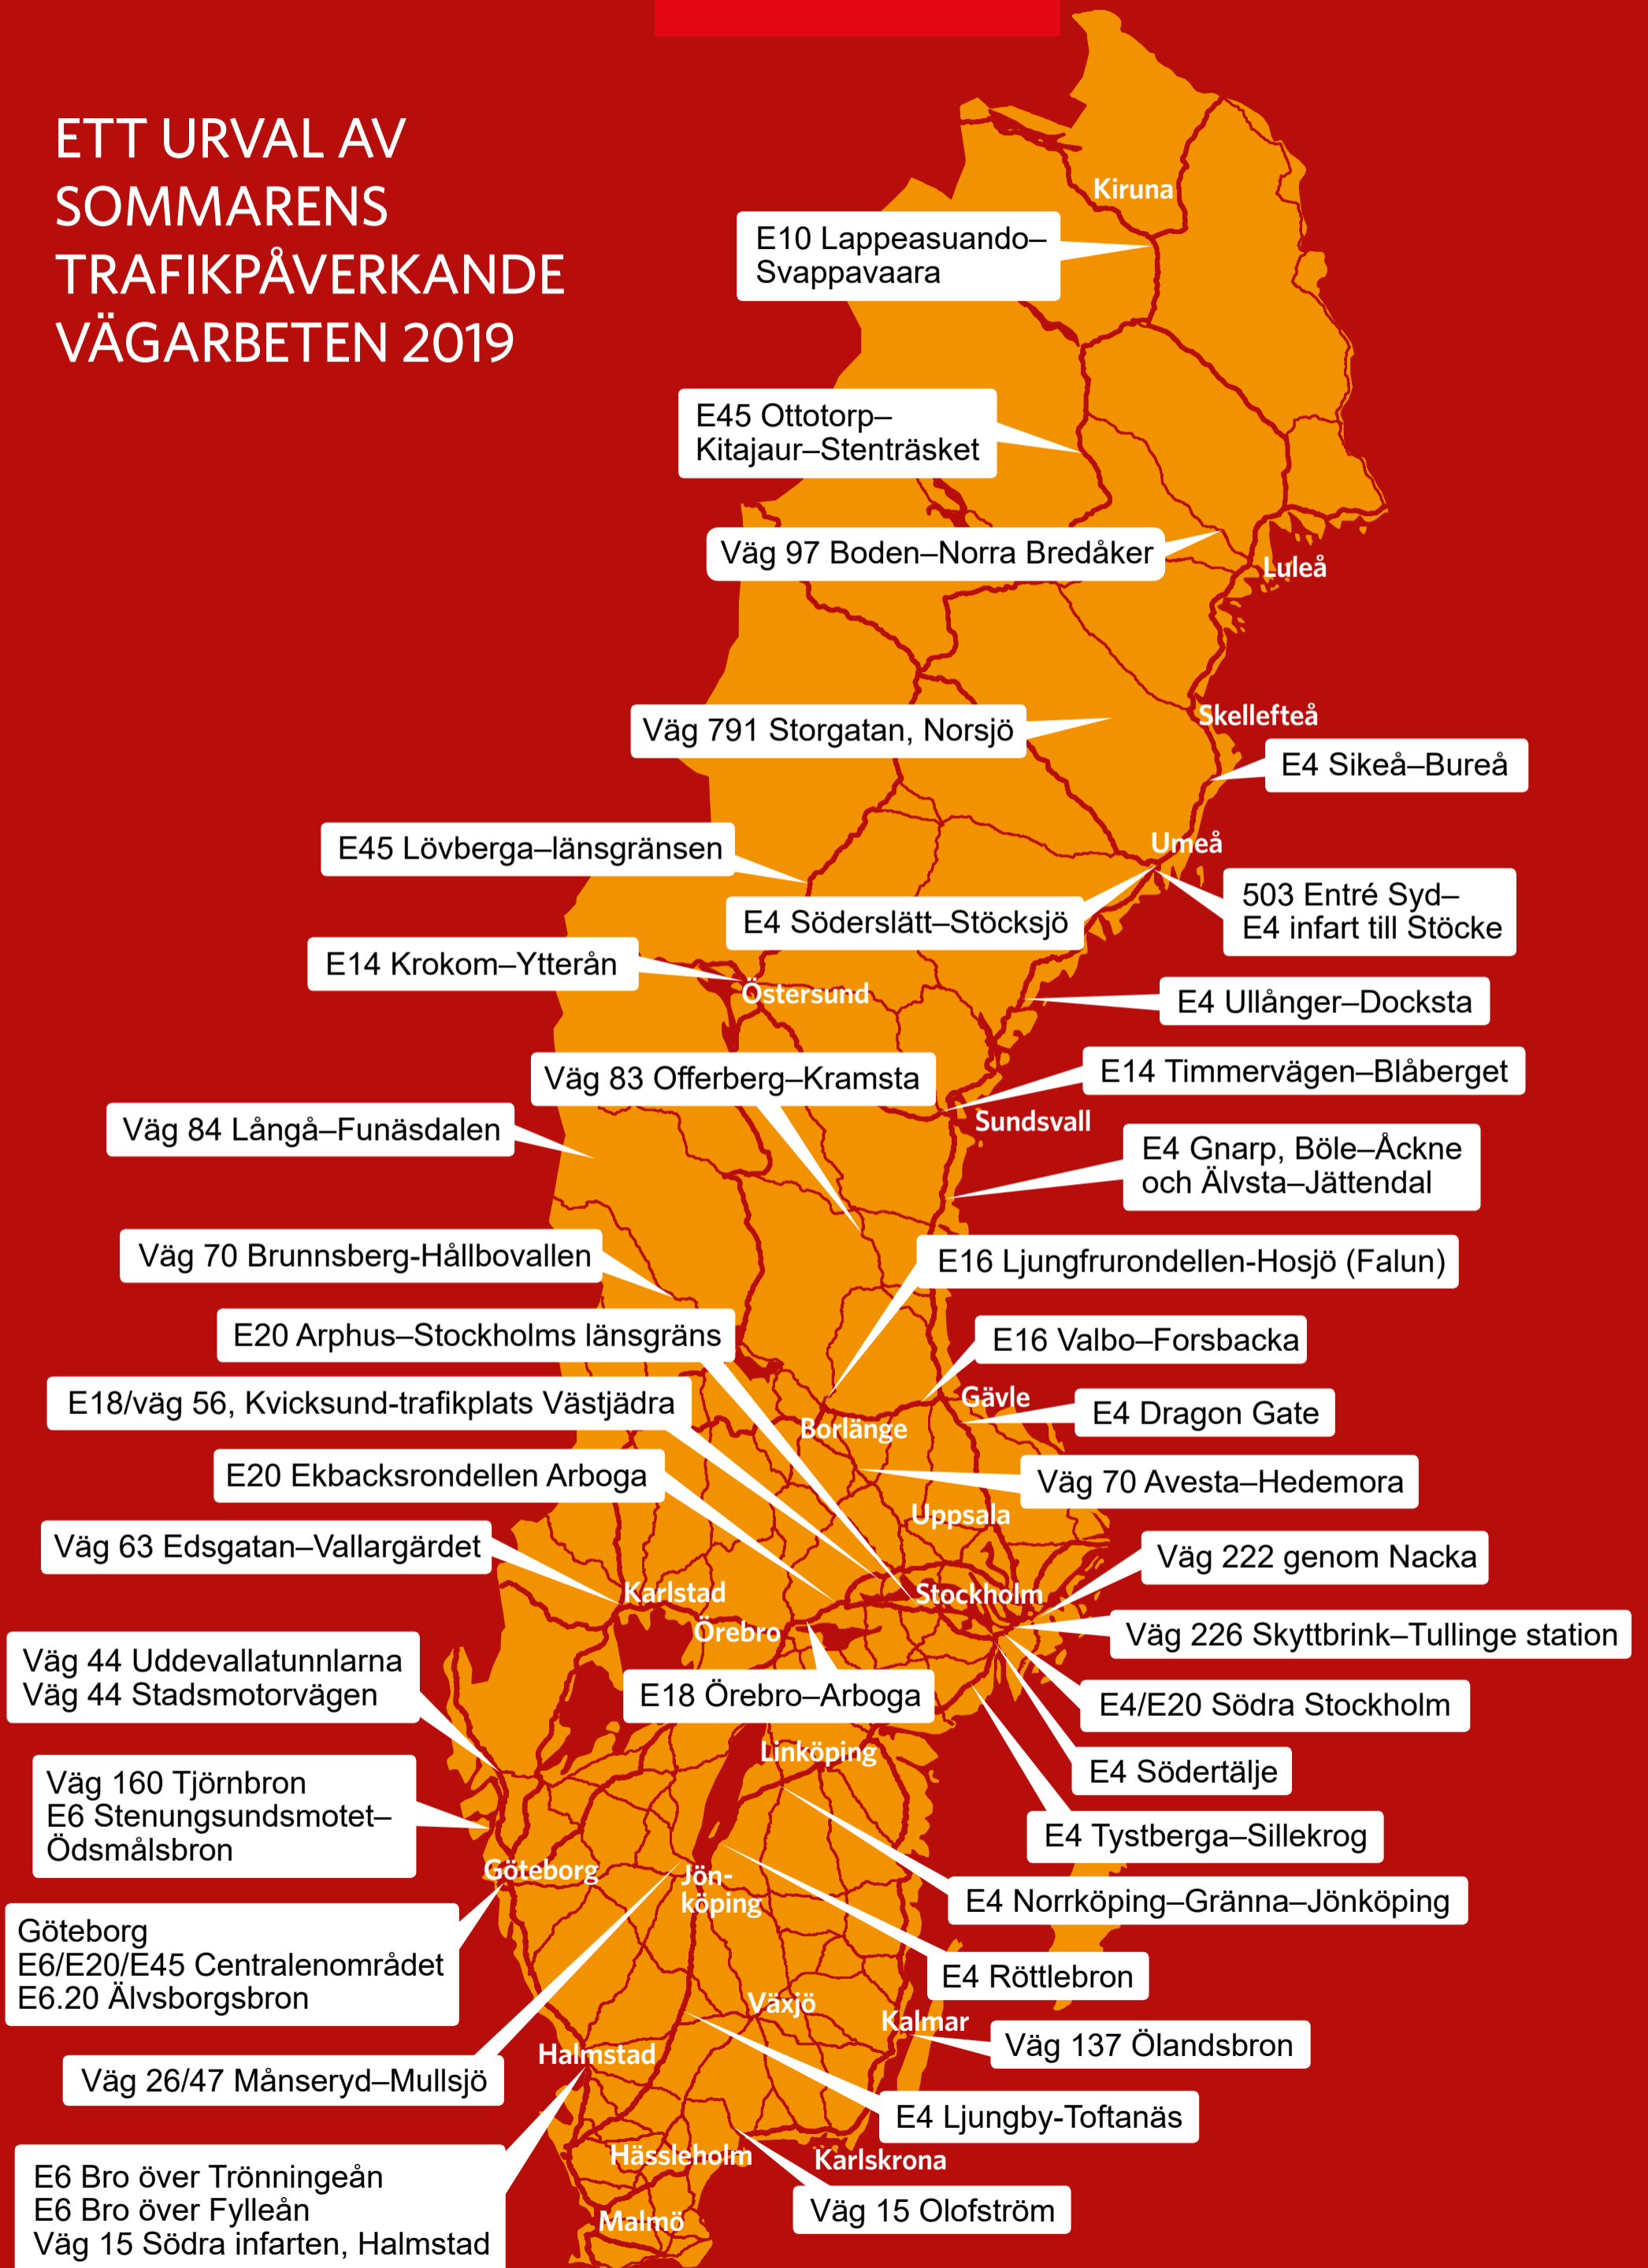 ETT URVAL AV
SOMMARENS
TRAFIKPÅVERKANDE
VÄGARBETEN 2019
Kiruna
E10 Lappeasuando–
Svappavaara
E45 Ottotorp–
Kitajaur–Stenträsket
Väg 97 Boden–Norra Bredåker
Luleå
Skellefteå
Väg 791 Storgatan, Norsjö
E4 Sikeå–Bureå
Umeå
E45 Lövberga–länsgränsen
503 Entré Syd–
E4 infart till Stöcke
E4 Söderslätt–Stöcksjö
E14 Krokom–Ytterån
Östersund
E4 Ullånger–Docksta
E14 Timmervägen–Blåberget
Väg 83 Offerberg–Kramsta
Sundsvall
Väg 84 Långå–Funäsdalen
E4 Gnarp, Böle–Åckne
och Älvsta–Jättendal
Väg 70 Brunnsberg-Hållbovallen
E16 Ljungfrurondellen-Hosjö (Falun)
E20 Arphus–Stockholms länsgräns
E16 Valbo–Forsbacka
Gävle
E18/väg 56, Kvicksund-trafikplats Västjädra
E4 Dragon Gate
Borlänge
E20 Ekbacksrondellen Arboga
Väg 70 Avesta–Hedemora
Uppsala
Väg 63 Edsgatan–Vallargärdet
Väg 222 genom Nacka
Karlstad
Stockholm
Örebro
Väg 226 Skyttbrink–Tullinge station
Väg 44 Uddevallatunnlarna
Väg 44 Stadsmotorvägen
E18 Örebro–Arboga
E4/E20 Södra Stockholm
Linköping
E4 Södertälje
Väg 160 Tjörnbron
E6 Stenungsundsmotet–
Ödsmålsbron
E4 Tystberga–Sillekrog
Göteborg
Jön-
köping
E4 Norrköping–Gränna–Jönköping
Göteborg
E6/E20/E45 Centralenområdet
E6.20 Älvsborgsbron
E4 Röttlebron
Växjö
Kalmar
Väg 137 Ölandsbron
Halmstad
Väg 26/47 Månseryd–Mullsjö
E4 Ljungby-Toftanäs
Hässleholm
Karlskrona
E6 Bro över Trönningeån
E6 Bro över Fylleån
Väg 15 Södra infarten, Halmstad
Väg 15 Olofström
Malmö